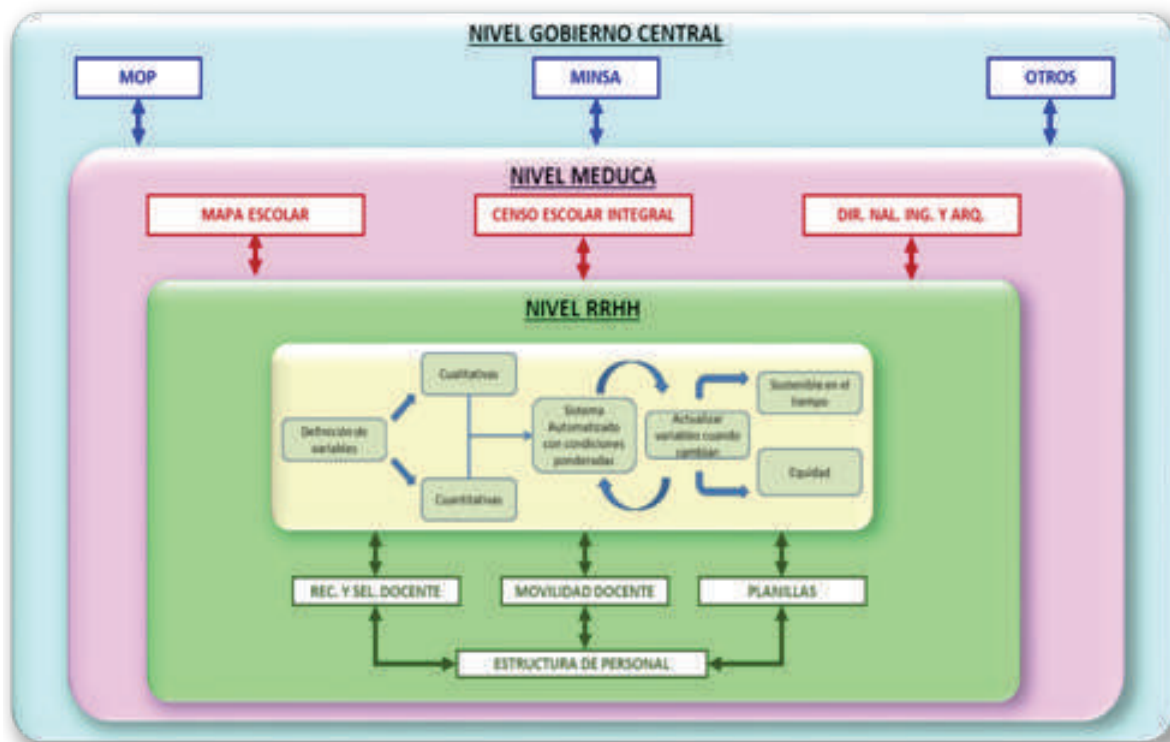 NIVEL GOBIERNO CENTRAL
MOP
MINSA
OTROS
NIVEL MEDUCA
MAPA ESCOLAR
CENSO ESCOLAR INTEGRAL
DIR. NAL. ING. Y ARQ.
NIVEL RRHH
Definición de
variables
Cualitativas
Cuantitativas
Sistema
Automatizado
con condiciones
ponderadas
Actualizar
variables cuando
cambian
Sostenible en el
tiempo
Equidad
REC. Y SEL. DOCENTE
MOVILIDAD DOCENTE
PLANILLAS
ESTRUCTURA DE PERSONAL